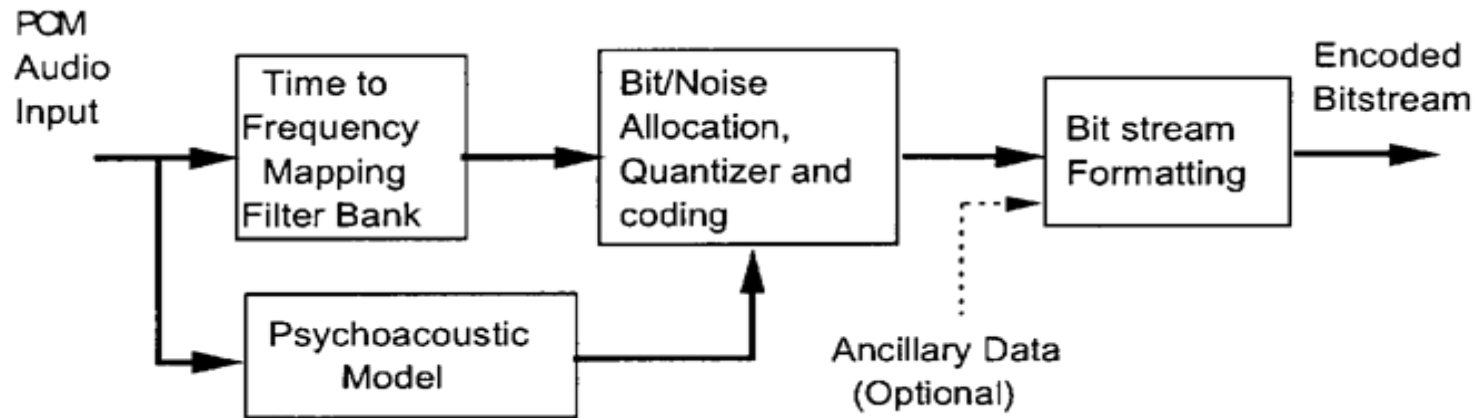 PCM
Audio
Input
Time to
Frequency
Mapping
Filter Bank
Bit/Noise
Allocation,
Quantizer and
coding
Bit stream
Formatting
Encoded
Bitstream
Psychoacoustic
Model
Ancillary Data
(Optional)